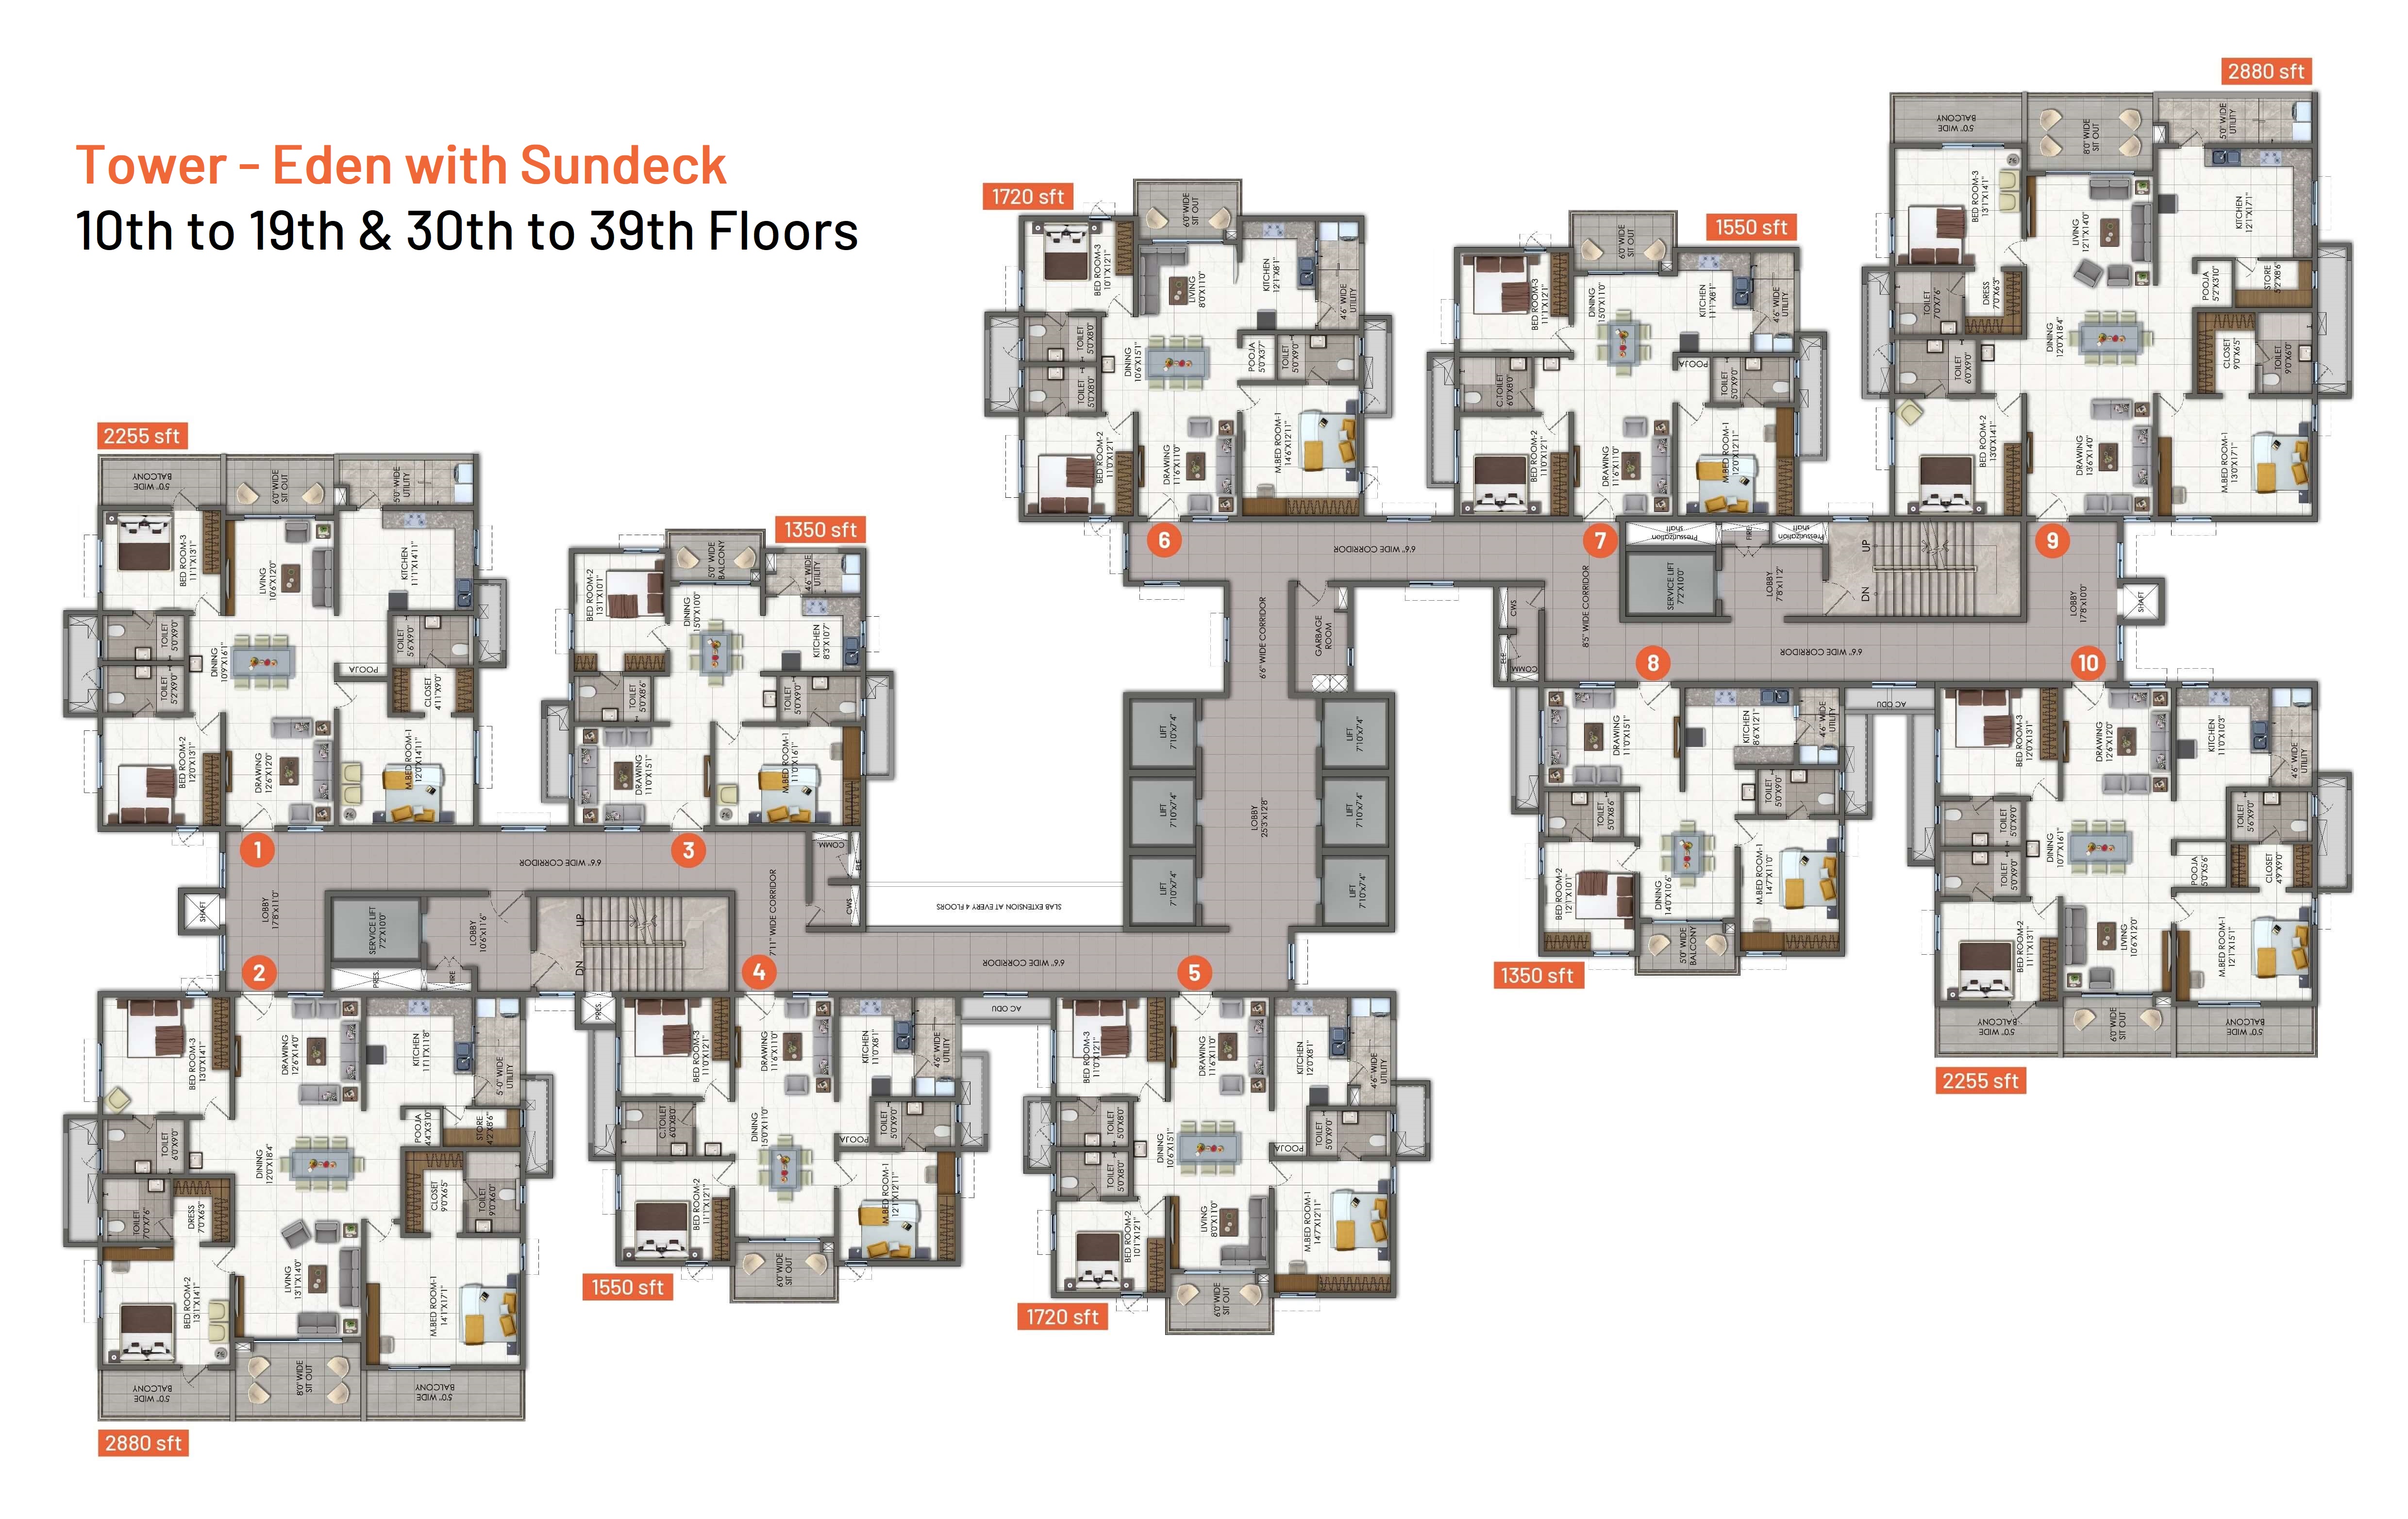 Tower - Eden with Sundeck
10th to 19th & 30th to 39th Floors
2255 sft
5'0" WIDE
BALCONY
6'0" WIDE
SIT OUT
5'0" WIDE
UTILITY
BED ROOM-3
11'1"X13'1"
LIVING
10'6"X12'0"
KITCHEN
11'1"X14'11"
TOILET
5'0"X9'0"
TOILET
5'2"X9'0"
DINING
10'9"X16'1"
POOJA
TOILET
5'6"X9'0"
CLOSET
4'11"X9'0"
BED ROOM-2
12'0"X13'1"
DRAWING
12'6"X12'0"
M.BED ROOM-1
12'0"X14'11"
1
1350 sft
BED ROOM-2
13'1"X10'1"
5'0" WIDE
BALCONY
4'6" WIDE
UTILITY
DINING
15'0"X10'0"
KITCHEN
8'3"X10'7"
TOILET
5'0"X8'6"
TOILET
5'0"X9'0"
DRAWING
11'0"X15'1"
M.BED ROOM-1
11'0"X16'1"
3
6'6" WIDE CORRIDOR
COMM
ELE
CWS
SHAFT
LOBBY
17'8"X11'0"
SERVICE LIFT
7'2"X10'0"
LOBBY
10'6"X11'6"
PRES.
FIRE
UP
DN
7'11" WIDE CORRIDOR
SLAB EXTENSION AT EVERY 4 FLOORS
6'6" WIDE CORRIDOR
2
BED ROOM-3
13'0"X14'1"
DRAWING
12'6"X14'0"
KITCHEN
11'11"X11'8"
5'-0" WIDE
UTILITY
TOILET
6'0"X9'0"
DINING
12'0"X18'4"
POOJA
4'4"X3'10"
STORE
4'2"X8'6"
TOILET
7'0"X7'6"
DRESS
7'0"X6'3"
CLOSET
9'0"X6'5"
TOILET
9'0"X6'0"
BED ROOM-2
13'1"X14'1"
LIVING
13'1"X14'0"
M.BED ROOM-1
14'1"X17'1"
5'0" WIDE
BALCONY
8'0" WIDE
SIT OUT
5'0" WIDE
BALCONY
2880 sft
4
PRES.
BED ROOM-3
11'0"X12'1"
DRAWING
11'6"X11'0"
KITCHEN
11'0"X8'1"
4'6" WIDE
UTILITY
AC ODU
C.TOILET
6'0"X8'0"
DINING
15'0"X11'0"
POOJA
TOILET
5'0"X9'0"
BED ROOM-2
11'1"X12'1"
M.BED ROOM-1
12'1"X12'11"
6'0" WIDE
SIT OUT
1550 sft
5
BED ROOM-3
11'0"X12'1"
DRAWING
11'6"X11'0"
KITCHEN
12'0"X8'1"
4'6" WIDE
UTILITY
TOILET
5'0"X8'0"
TOILET
5'0"X8'0"
DINING
10'6"X15'1"
POOJA
TOILET
5'0"X9'0"
BED ROOM-2
10'1"X12'1"
LIVING
8'0"X11'0"
M.BED ROOM-1
14'7"X12'11"
6'0" WIDE
SIT OUT
1720 sft
1720 sft
6'0" WIDE
SIT OUT
BED ROOM-3
10'1"X12'1"
LIVING
8'0"X11'0"
KITCHEN
12'1"X8'1"
4'6" WIDE
UTILITY
TOILET
5'0"X8'0"
TOILET
5'0"X8'0"
DINING
10'6"X15'1"
POOJA
5'0"X3'7"
TOILET
5'0"X9'0"
BED ROOM-2
11'0"X12'1"
DRAWING
11'6"X11'0"
M.BED ROOM-1
14'6"X12'11"
6
6'6" WIDE CORRIDOR
6'6" WIDE CORRIDOR
GARBAGE
ROOM
LIFT
7'10"X7'4"
LIFT
7'10"X7'4"
LIFT
7'10"X7'4"
LOBBY
25'3"X12'8"
LIFT
7'10"X7'4"
LIFT
7'10"X7'4"
LIFT
7'10"X7'4"
1550 sft
6'0" WIDE
SIT OUT
BED ROOM-3
11'1"X12'1"
DINING
15'0"X11'0"
KITCHEN
11'1"X8'1"
4'6" WIDE
UTILITY
C.TOILET
6'0"X8'0"
POOJA
TOILET
5'0"X9'0"
BED ROOM-2
11'0"X12'1"
DRAWING
11'6"X11'0"
M.BED ROOM-1
12'0"X12'11"
7
Pressurization
shaft
FIRE
Pressurization
shaft
SERVICE LIFT
7'2"X10'0"
LOBBY
7'8"X11'2"
UP
DN
8'5" WIDE CORRIDOR
CWS
ELE
COMM
6'6" WIDE CORRIDOR
LOBBY
17'8"X10'0"
SHAFT
2880 sft
5'0" WIDE
BALCONY
8'0" WIDE
SIT OUT
5'0" WIDE
UTILITY
BED ROOM-3
13'1"X14'1"
LIVING
12'1"X14'0"
KITCHEN
12'1"X17'1"
TOILET
7'0"X7'6"
DRESS
7'0"X6'3"
POOJA
5'2"X3'10"
STORE
5'2"X8'6"
TOILET
6'0"X9'0"
DINING
12'0"X18'4"
CLOSET
9'0"X6'5"
TOILET
9'0"X6'0"
BED ROOM-2
13'0"X14'1"
DRAWING
13'6"X14'0"
M.BED ROOM-1
13'0"X17'1"
9
8
DRAWING
11'0"X15'1"
KITCHEN
8'6"X12'1"
4'6" WIDE
UTILITY
AC ODU
TOILET
5'0"X8'6"
TOILET
5'0"X9'0"
BED ROOM-2
12'1"X10'1"
DINING
14'0"X10'6"
M.BED ROOM-1
14'7"X11'0"
5'0" WIDE
BALCONY
1350 sft
10
BED ROOM-3
12'0"X13'1"
DRAWING
12'6"X12'0"
KITCHEN
11'0"X10'3"
4'6" WIDE
UTILITY
TOILET
5'0"X9'0"
TOILET
5'0"X9'0"
DINING
10'7"X16'1"
TOILET
5'6"X9'0"
POOJA
5'0"X5'6"
CLOSET
4'9"X9'0"
BED ROOM-2
11'1"X13'1"
LIVING
10'6"X12'0"
M.BED ROOM-1
12'1"X15'1"
5'0" WIDE
BALCONY
6'0" WIDE
SIT OUT
5'0" WIDE
BALCONY
2255 sft